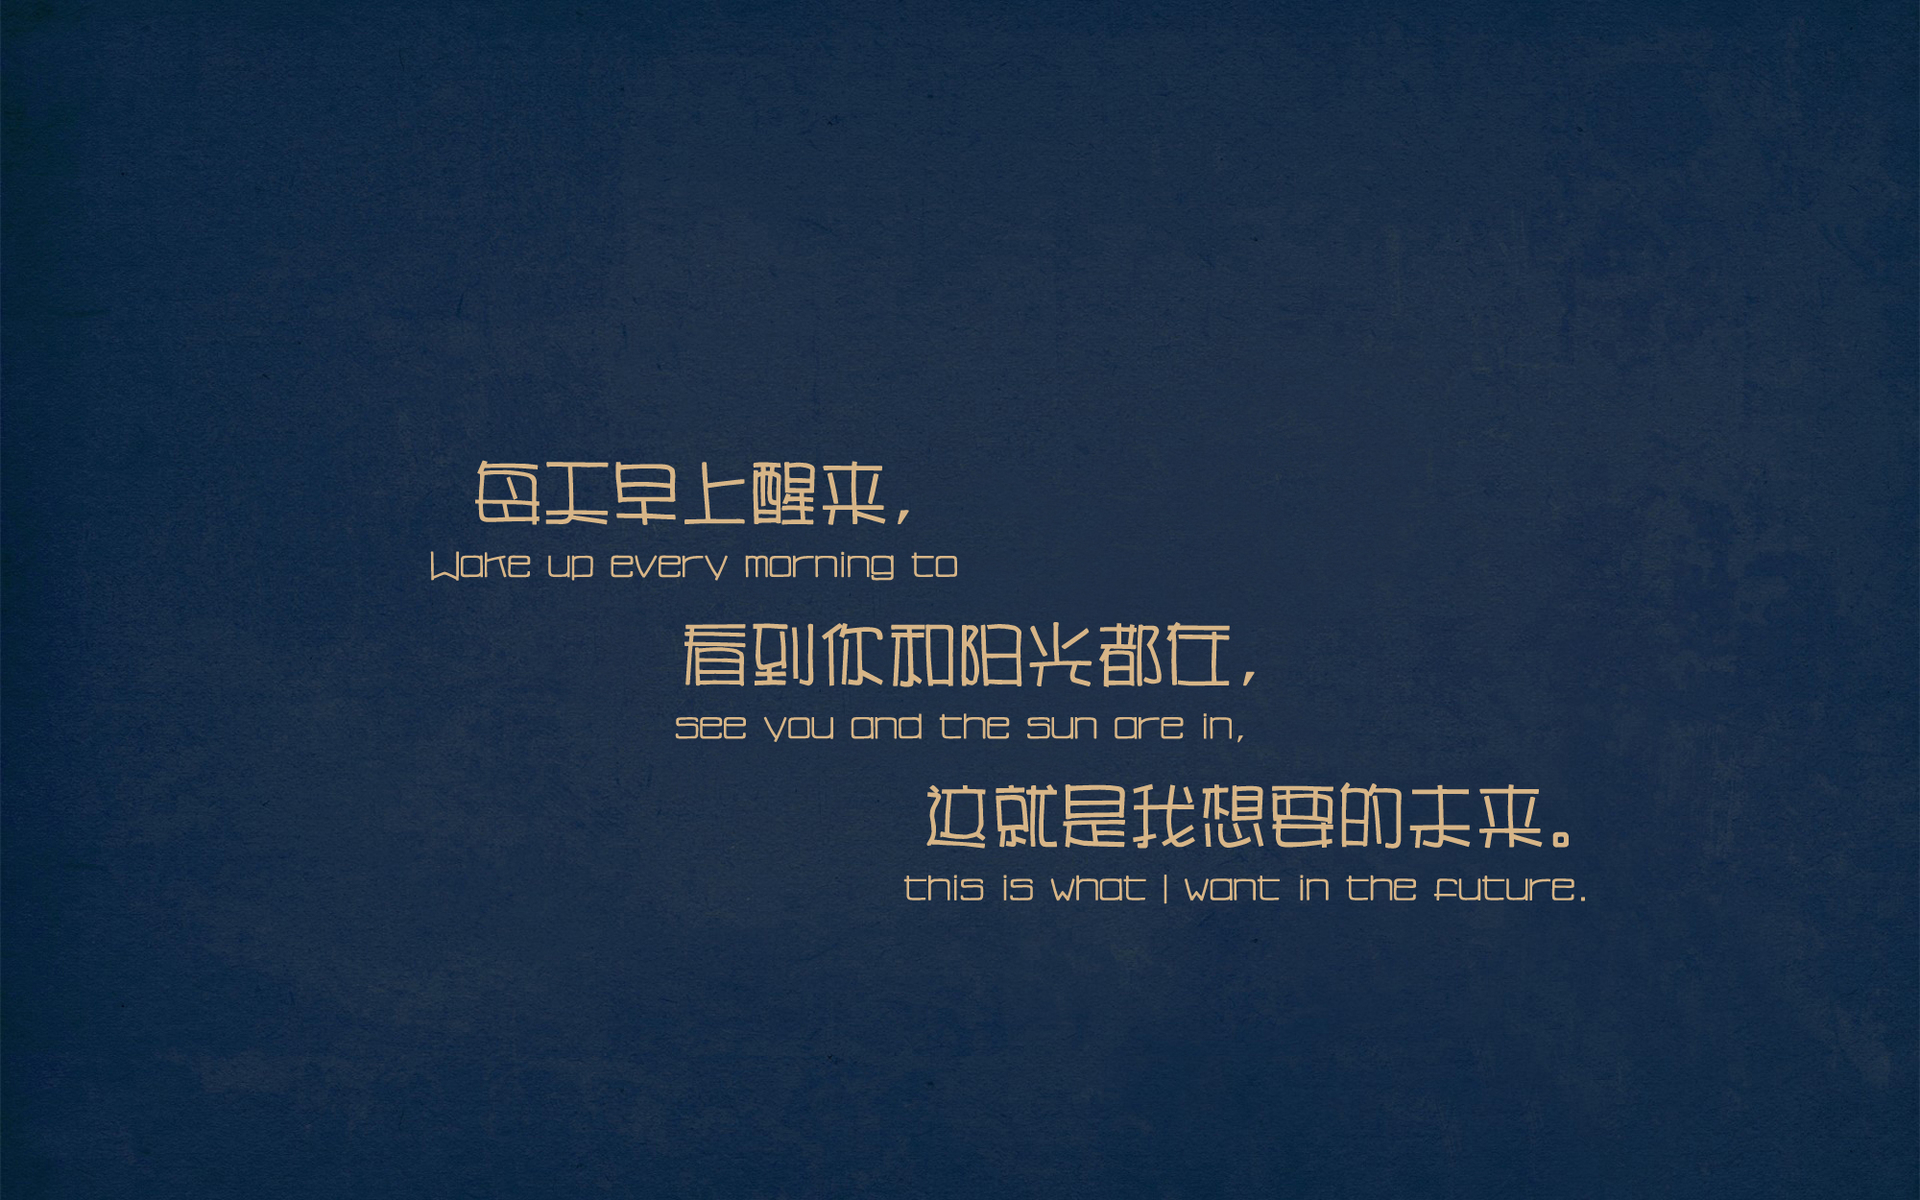 每天早上醒来,
Wake up every morning to
看到你和阳光都在,
see you and the sun are in,
这就是我想要的未来。
this is what I want in the future.